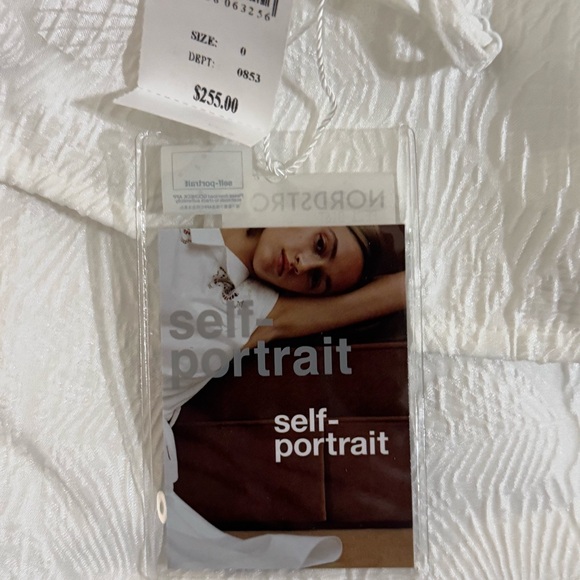 063256
SIZE: 0
DEPT: 0853
$255.00
self-portrait
NORDSTRO
self-
portrait
self-
portrait